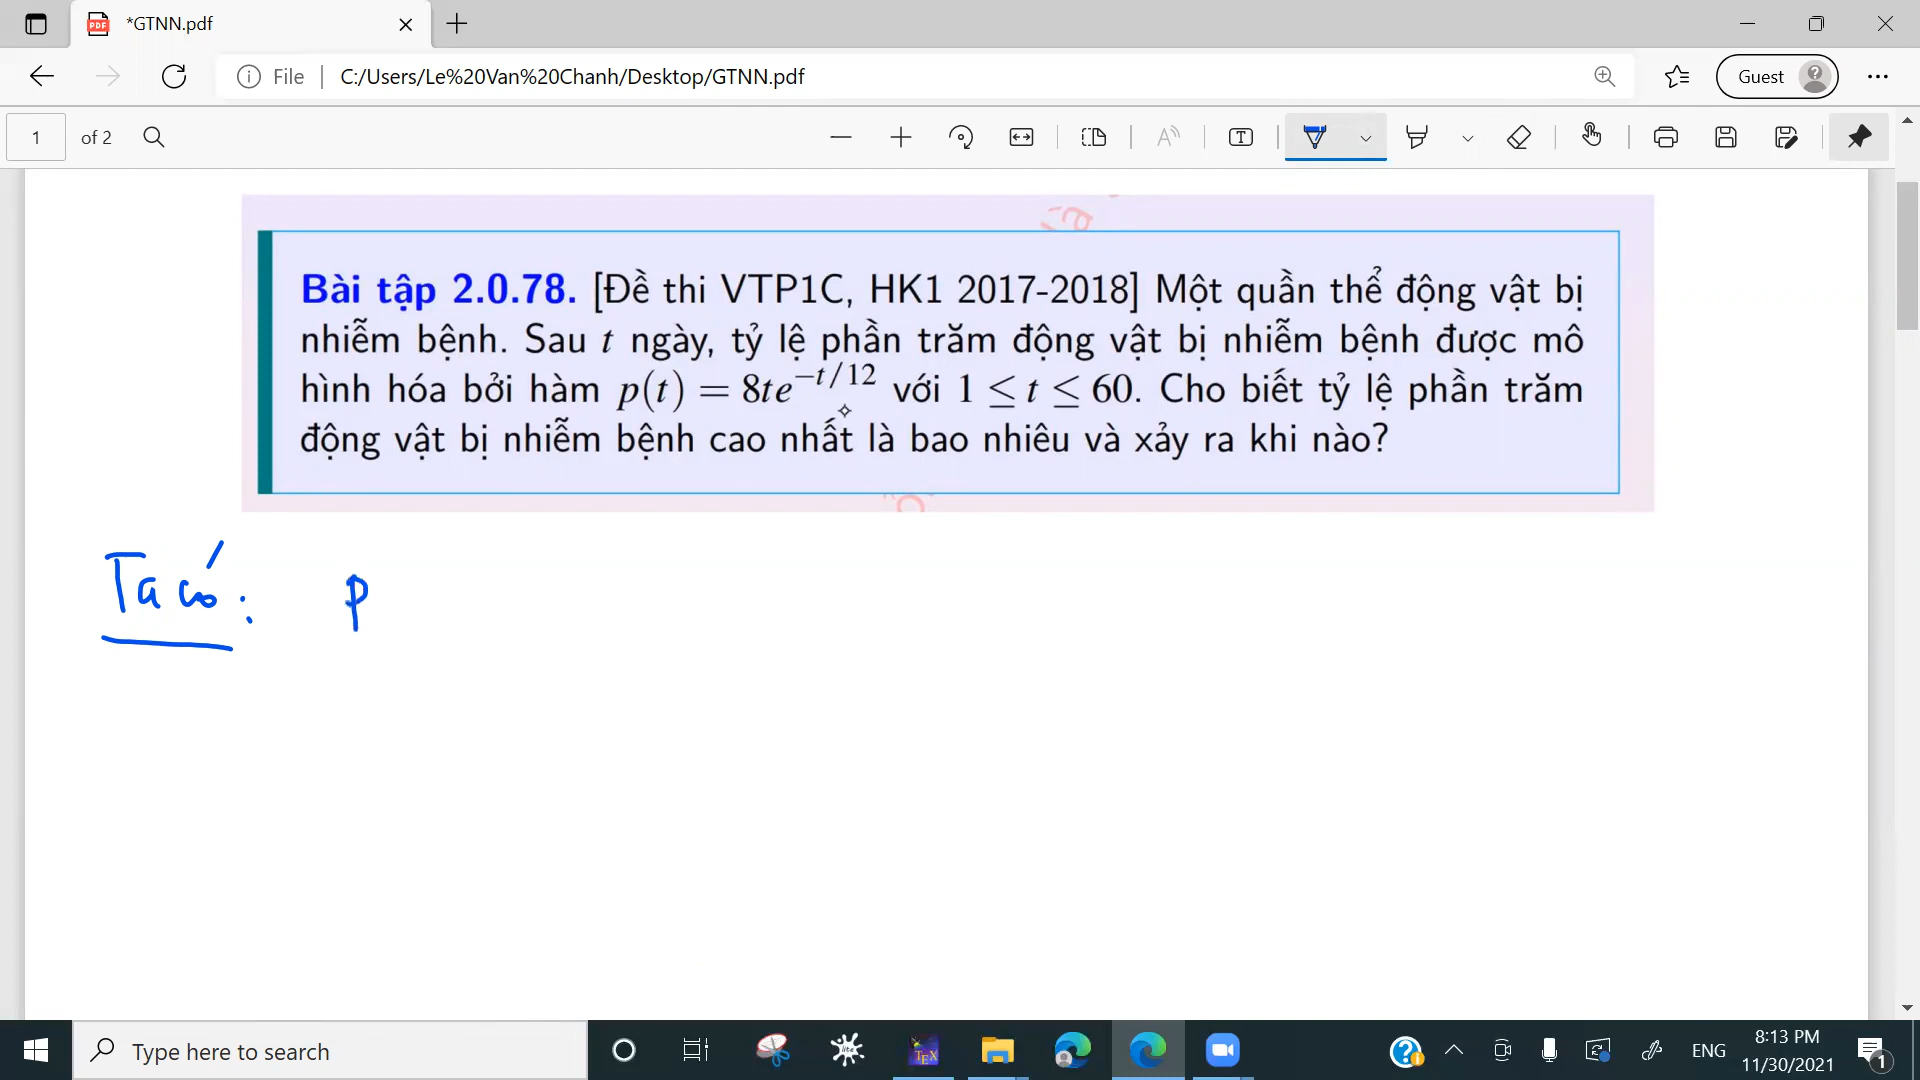 *GTNN.pdf
File
C:/Users/Le%20Van%20Chanh/Desktop/GTNN.pdf
Guest
1 of 2
Bài tập 2.0.78. [Đề thi VTP1C, HK1 2017-2018] Một quần thể động vật bị
nhiễm bệnh. Sau t ngày, tỷ lệ phần trăm động vật bị nhiễm bệnh được mô
hình hóa bởi hàm p(t) = 8te^{-t/12} với 1 ≤ t ≤ 60. Cho biết tỷ lệ phần trăm
động vật bị nhiễm bệnh cao nhất là bao nhiêu và xảy ra khi nào?
Ta có: p
Type here to search
ENG
8:13 PM
11/30/2021
1